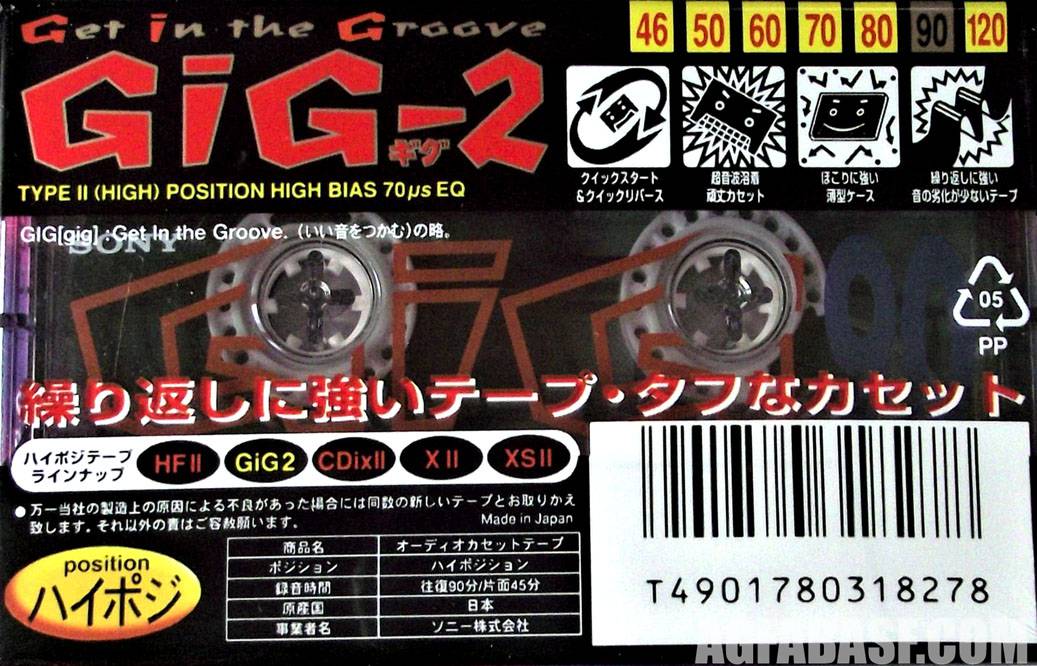 Get in the Groove
46 50 60 70 80 90 120
GiG-2
ギグ
クイックスタート
&クイックリバース
超音波溶着
頑丈カセット
ほこりに強い
薄型ケース
繰り返しに強い
音の劣化が少ないテープ
TYPE II (HIGH) POSITION HIGH BIAS 70μs EQ
GIG[gig] :Get In the Groove. (いい音をつかむ)の略。
SONY
GiG
90
05
PP
繰り返しに強いテープ・タフなカセット
ハイポジテープ
ラインナップ
HF II
GiG 2
CDixII
X II
XS II
●万一当社の製造上の原因による不良があった場合には同数の新しいテープとお取りかえ
致します。それ以外の責はご容赦願います。
Made in Japan
position
ハイポジ
商品名 オーディオカセットテープ
ポジション ハイポジション
録音時間 往復90分/片面45分
原産国 日本
事業者名 ソニー株式会社
T4901780318278
AGTABASE.COM